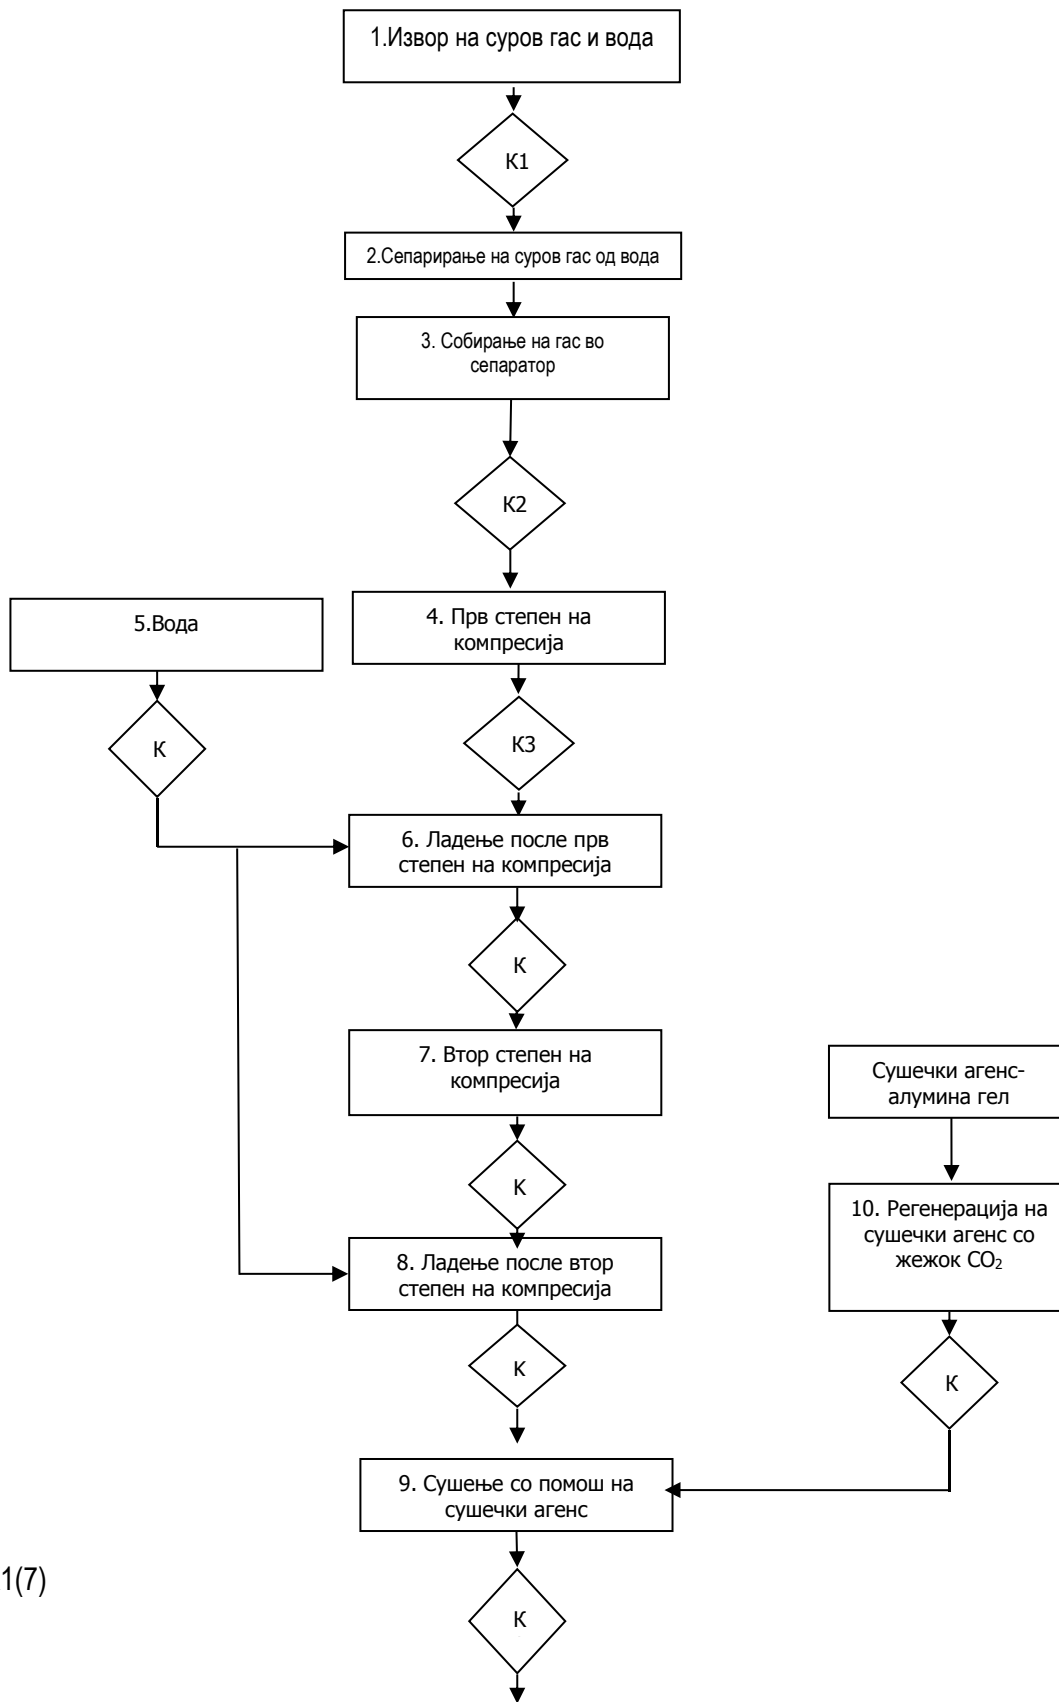 1.Извор на суров гас и вода
К1
2.Сепарирање на суров гас од вода
3. Собирање на гас во
сепаратор
К2
5.Вода
4. Прв степен на
компресија
К
К3
6. Ладење после прв
степен на компресија
К
7. Втор степен на
компресија
Сушечки агенс-
алумина гел
К
10. Регенерација на
сушечки агенс со
жежок CO₂
8. Ладење после втор
степен на компресија
К
К
9. Сушење со помош на
сушечки агенс
1(7)
К